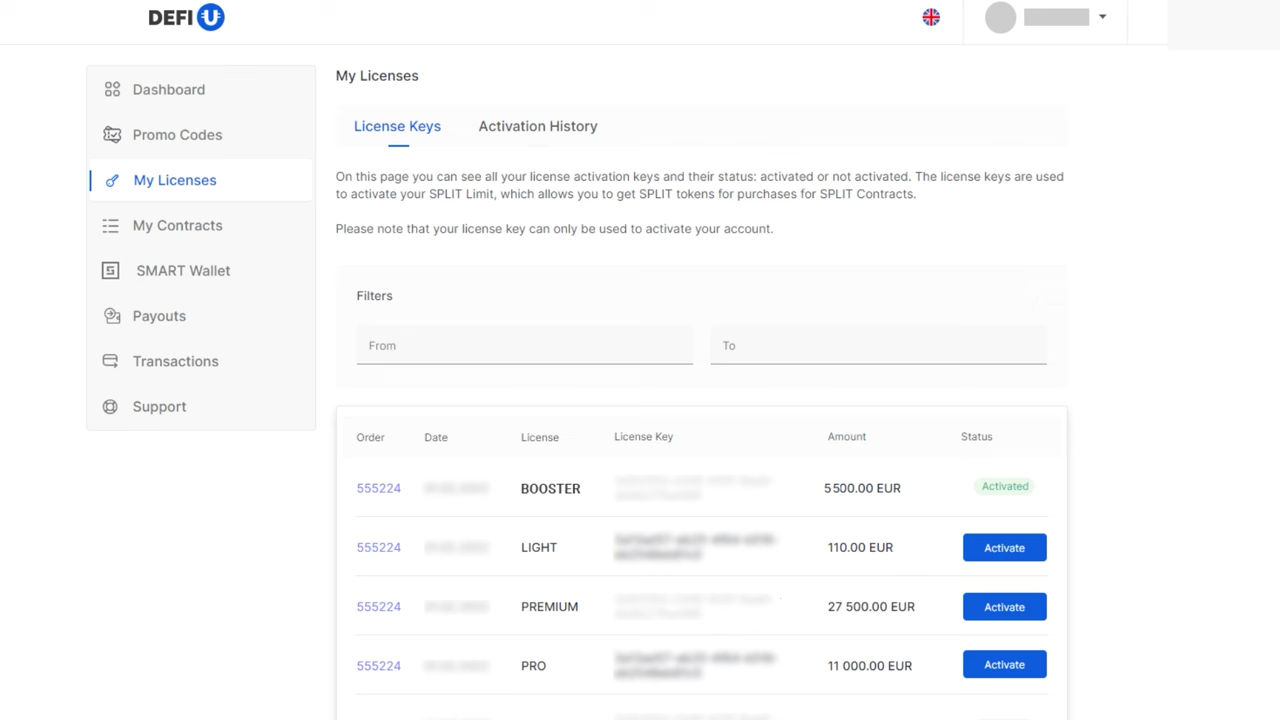 DEFI U
Dashboard
Promo Codes
My Licenses
My Contracts
SMART Wallet
Payouts
Transactions
Support
My Licenses
License Keys Activation History
On this page you can see all your license activation keys and their status: activated or not activated. The license keys are used
to activate your SPLIT Limit, which allows you to get SPLIT tokens for purchases for SPLIT Contracts.
Please note that your license key can only be used to activate your account.
Filters
From To
Order Date License License Key Amount Status
555224 BOOSTER 5500.00 EUR Activated
555224 LIGHT 110.00 EUR Activate
555224 PREMIUM 27 500.00 EUR Activate
555224 PRO 11 000.00 EUR Activate